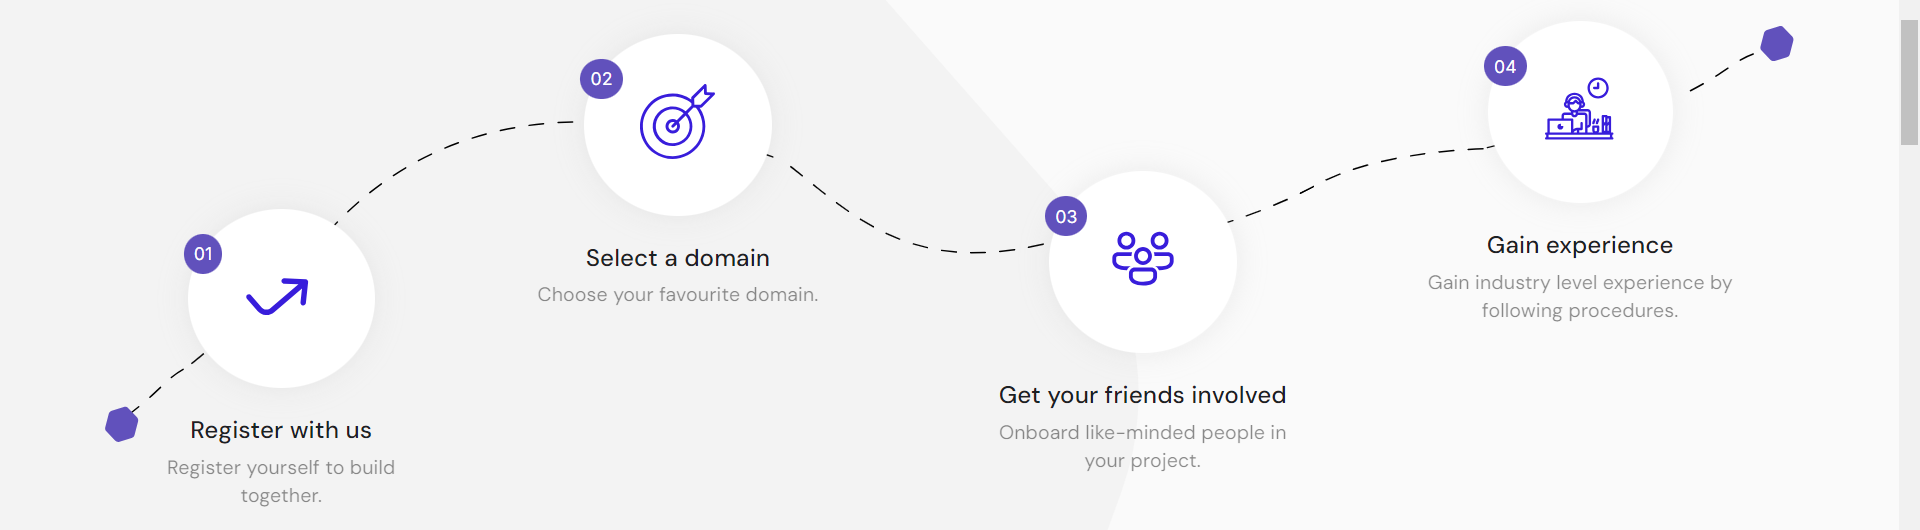 01
Register with us
Register yourself to build
together.
02
Select a domain
Choose your favourite domain.
03
Get your friends involved
Onboard like-minded people in
your project.
04
Gain experience
Gain industry level experience by
following procedures.